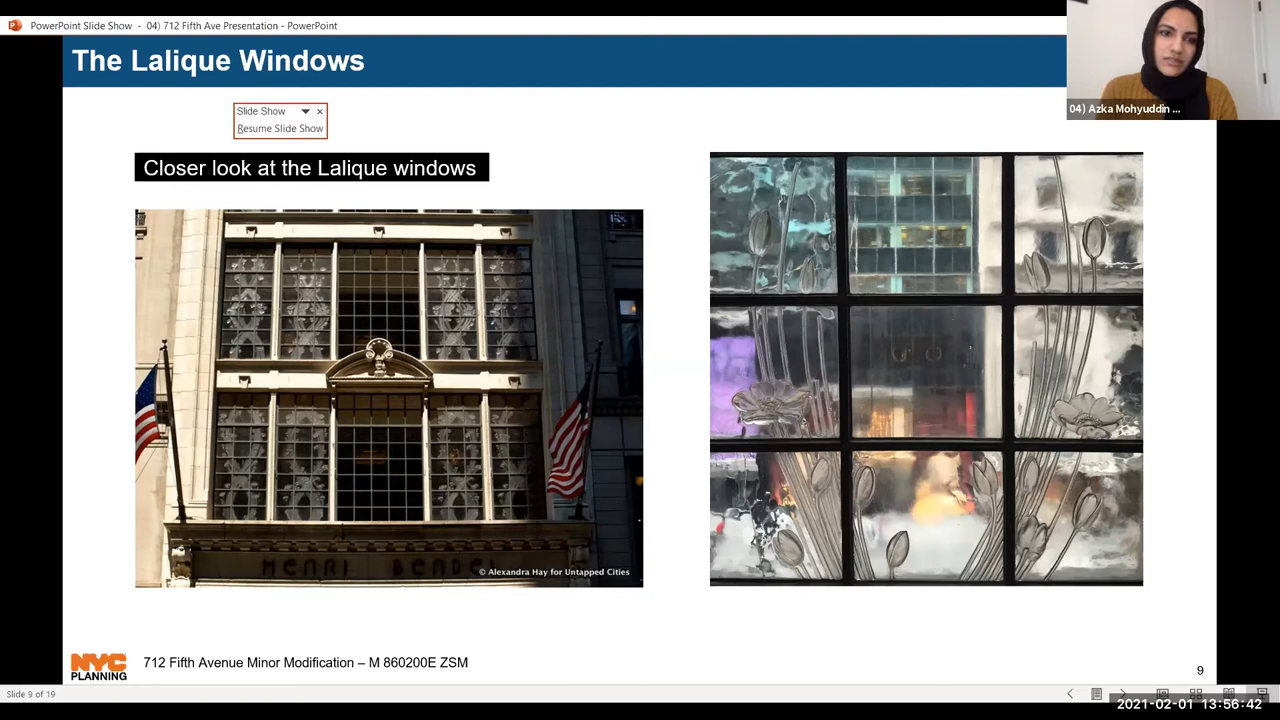 PowerPoint Slide Show - 04) 712 Fifth Ave Presentation - PowerPoint
The Lalique Windows
04) Azka Mohyuddin ...
Slide Show
Resume Slide Show
Closer look at the Lalique windows
HENRI BENDEL
© Alexandra Hay for Untapped Cities
NYC
PLANNING
712 Fifth Avenue Minor Modification – M 860200E ZSM
9
Slide 9 of 19
2021-02-01 13:56:42